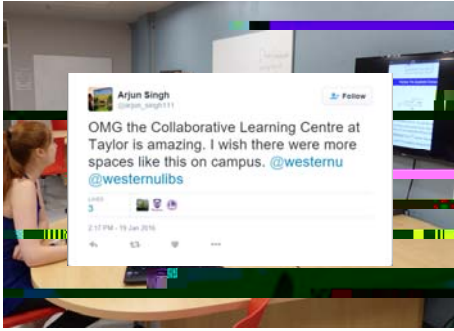 Arjun Singh
@arjun_singh111
Follow
OMG the Collaborative Learning Centre at
Taylor is amazing. I wish there were more
spaces like this on campus. @westernu
@westernulibs
LIKES
3
2:17 PM - 19 Jan 2016